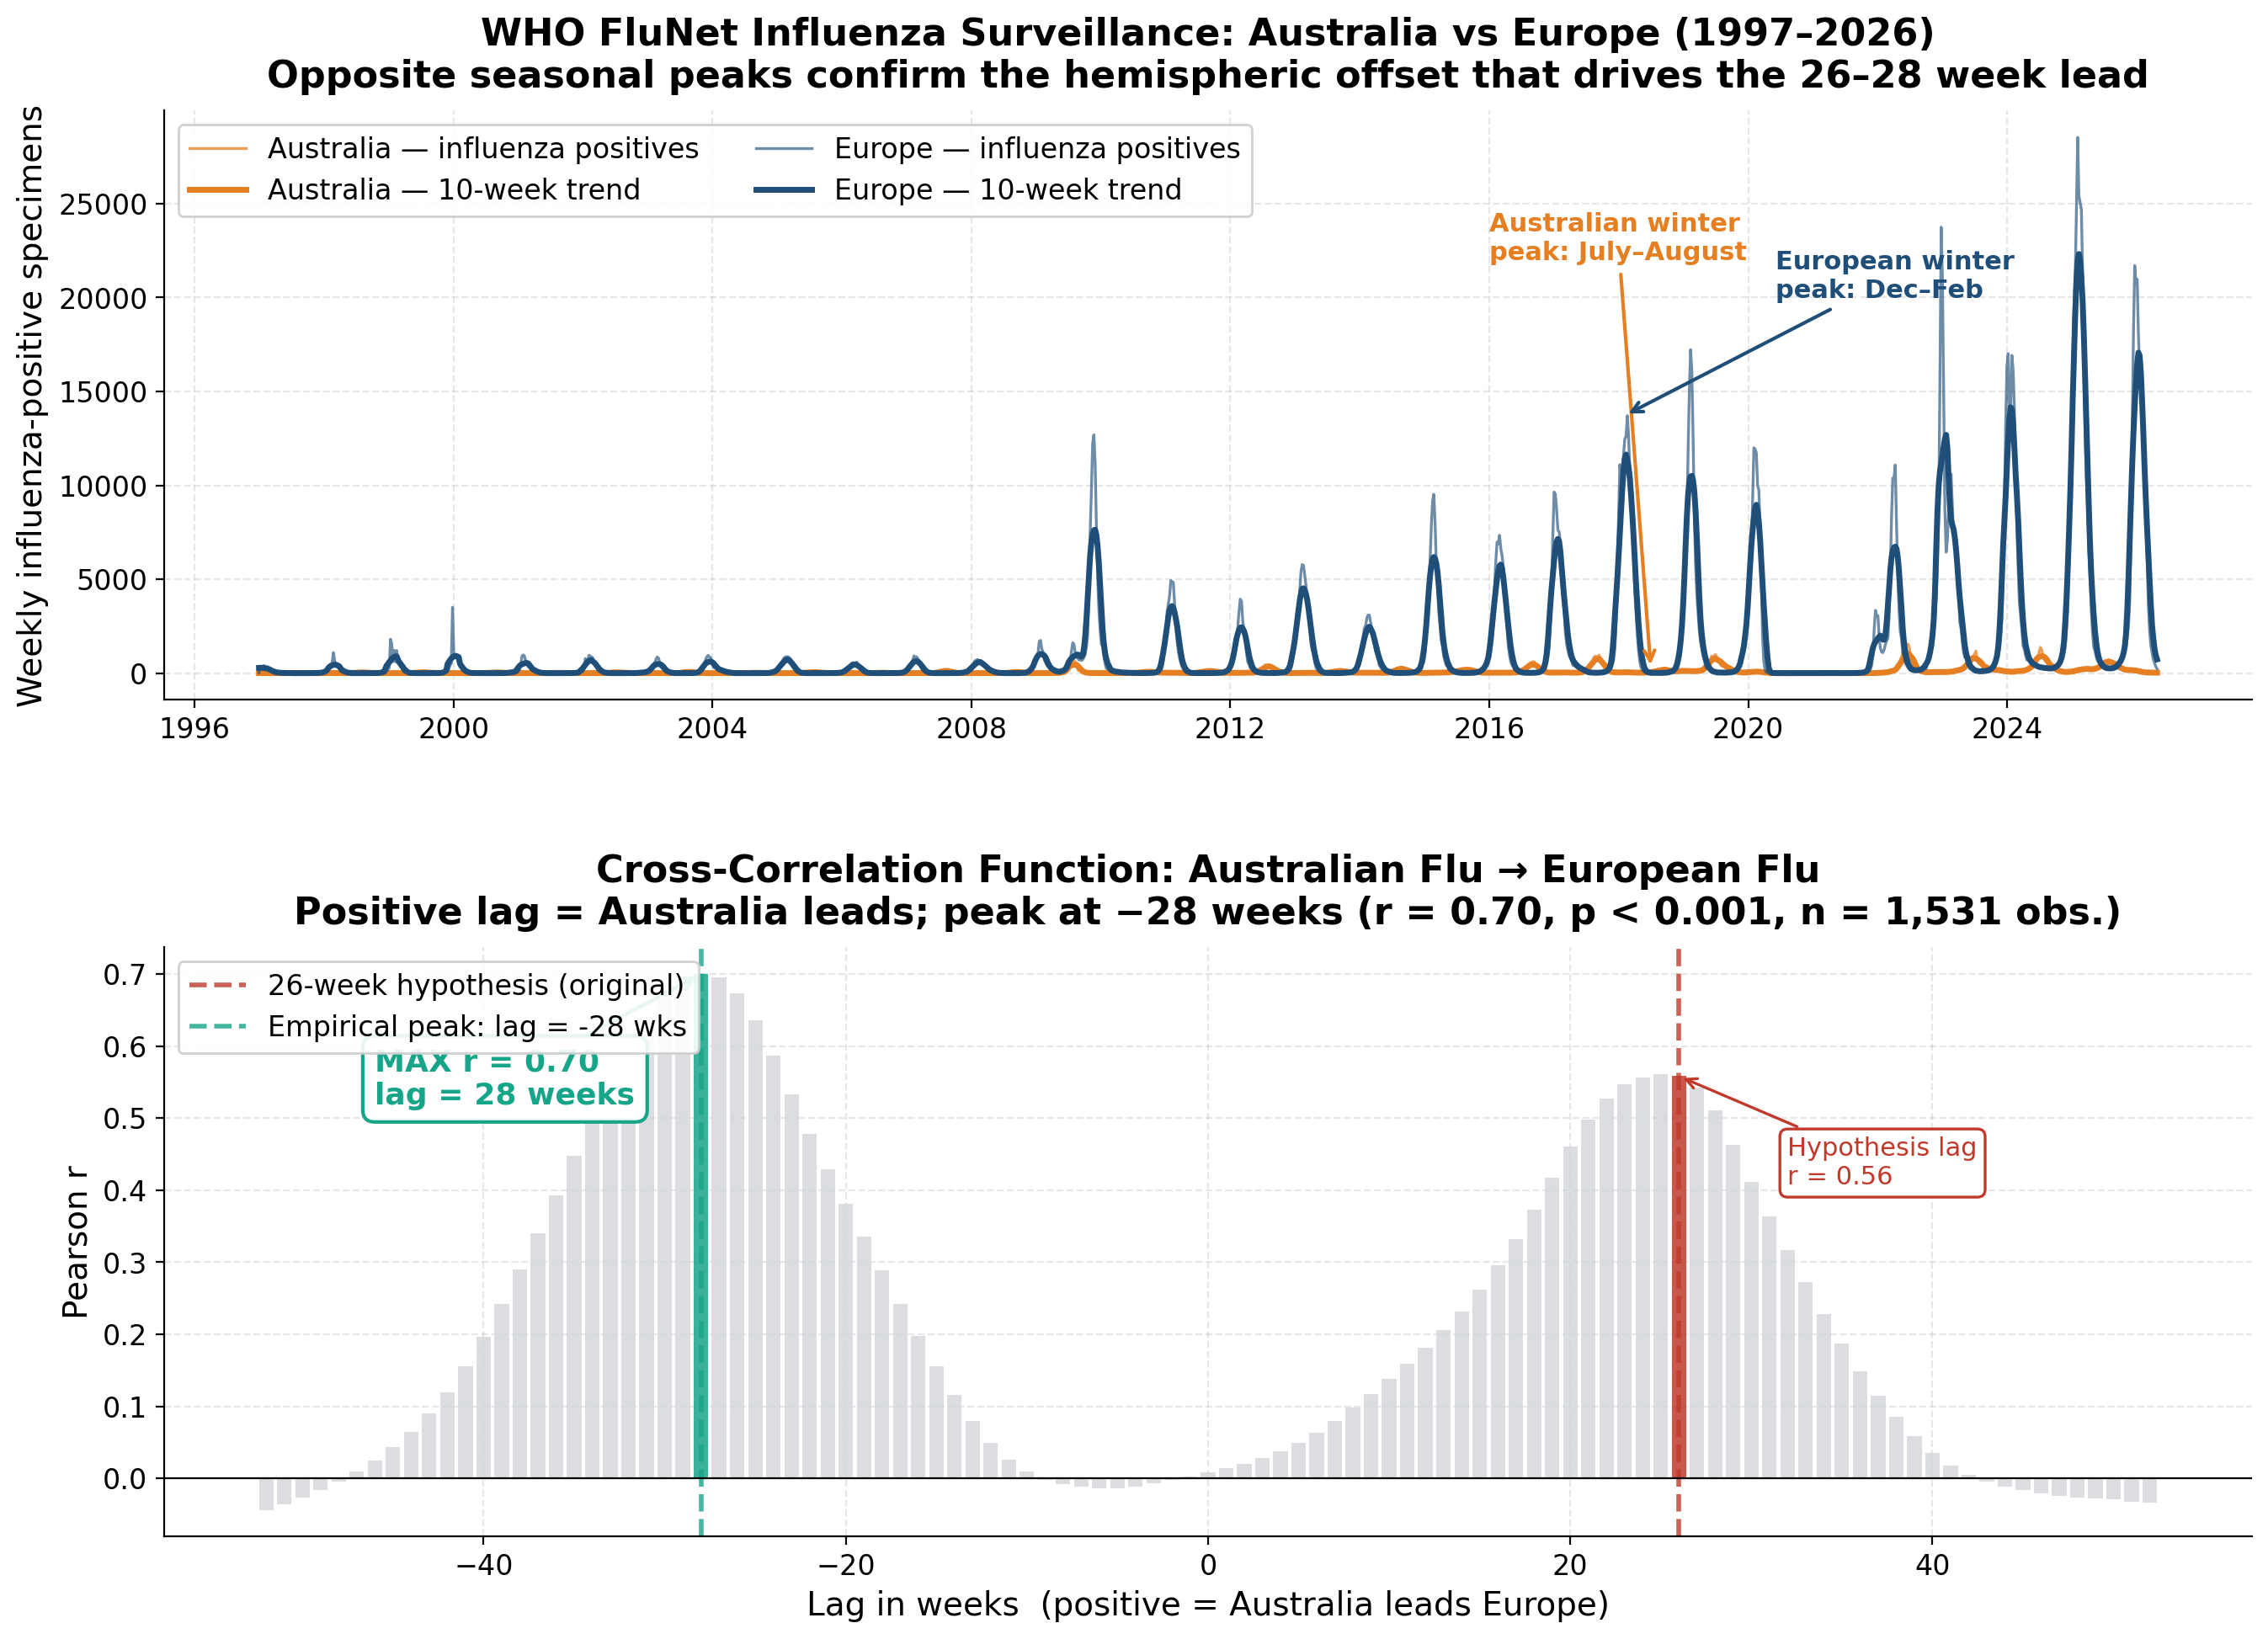 WHO FluNet Influenza Surveillance: Australia vs Europe (1997–2026)
Opposite seasonal peaks confirm the hemispheric offset that drives the 26–28 week lead
Weekly influenza-positive specimens
25000
20000
15000
10000
5000
0
Australia — influenza positives
Australia — 10-week trend
Europe — influenza positives
Europe — 10-week trend
Australian winter
peak: July–August
European winter
peak: Dec–Feb
1996
2000
2004
2008
2012
2016
2020
2024
Cross-Correlation Function: Australian Flu → European Flu
Positive lag = Australia leads; peak at −28 weeks (r = 0.70, p < 0.001, n = 1,531 obs.)
Pearson r
0.7
0.6
0.5
0.4
0.3
0.2
0.1
0.0
26-week hypothesis (original)
Empirical peak: lag = -28 wks
MAX r = 0.70
lag = 28 weeks
Hypothesis lag
r = 0.56
−40
−20
0
20
40
Lag in weeks  (positive = Australia leads Europe)